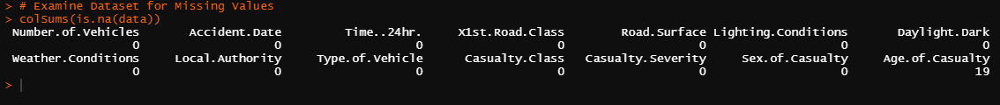 > # Examine Dataset for Missing Values
> colSums(is.na(data))
Number.of.Vehicles Accident.Date Time..24hr. X1st.Road.Class Road.Surface Lighting.Conditions Daylight.Dark
0 0 0 0 0 0 0
Weather.Conditions Local.Authority Type.of.Vehicle Casualty.Class Casualty.Severity Sex.of.Casualty Age.of.Casualty
0 0 0 0 0 0 19
>